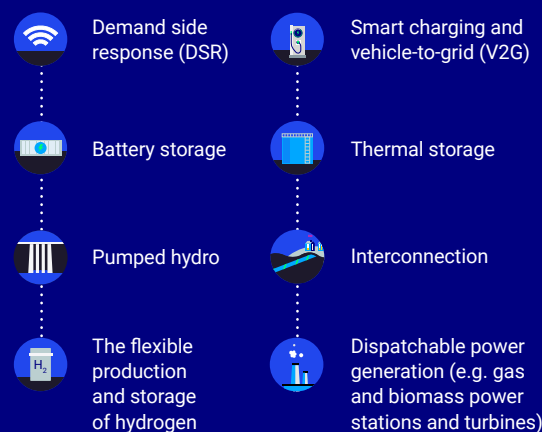 Demand side
response (DSR)
Battery storage
Pumped hydro
H₂
The flexible
production
and storage
of hydrogen
Smart charging and
vehicle-to-grid (V2G)
Thermal storage
Interconnection
Dispatchable power
generation (e.g. gas
and biomass power
stations and turbines)